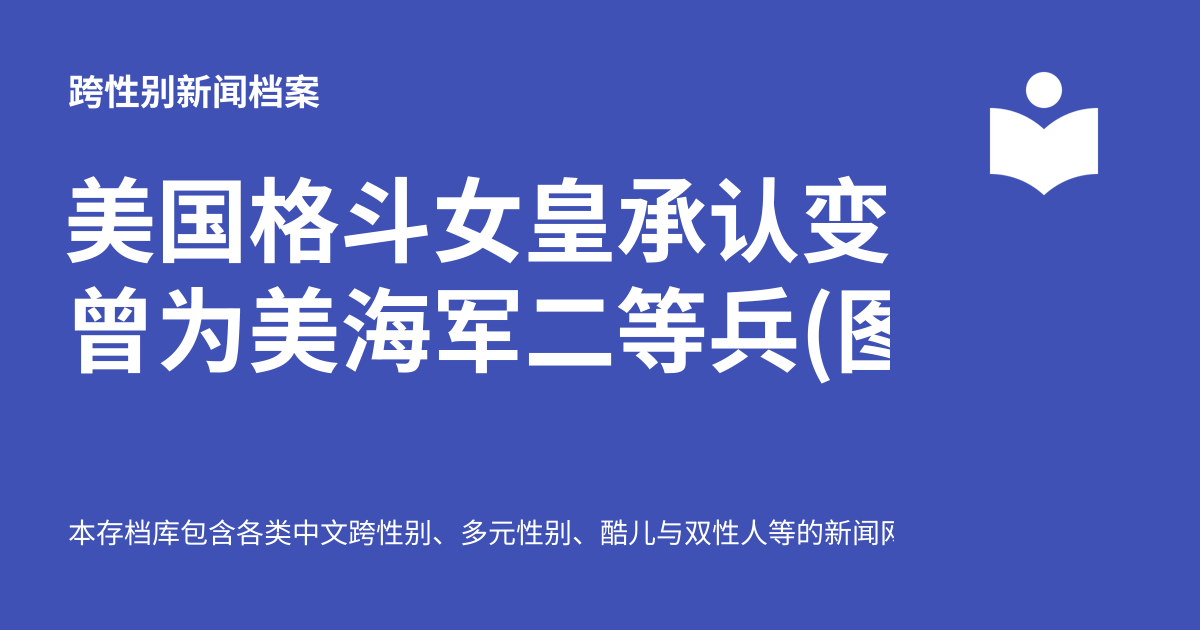 跨性别新闻档案
美国格斗女皇承认变
曾为美海军二等兵(图
本存档库包含各类中文跨性别、多元性别、酷儿与双性人等的新闻网